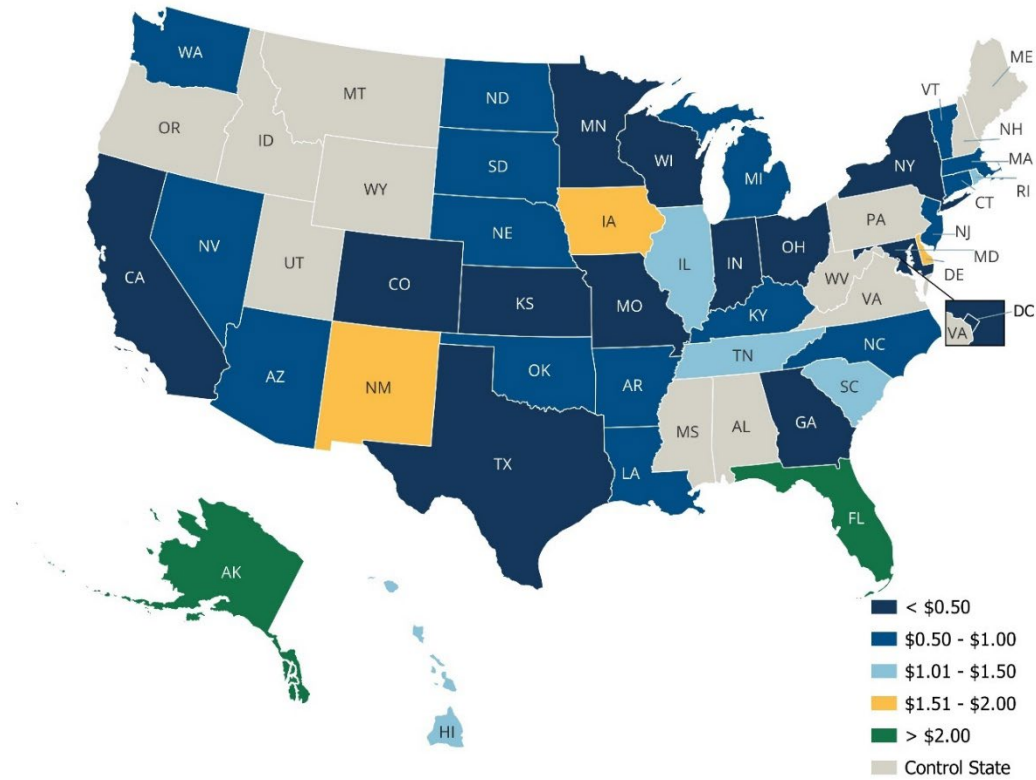 WA
MT
ND
MN
ME
VT
OR
ID
NH
WI
NY
MA
SD
WY
MI
RI
CT
IA
PA
NE
NJ
NV
OH
MD
IL
IN
UT
DE
CA
CO
WV
KS
MO
VA
DC
KY
VA
NC
TN
OK
AZ
NM
AR
SC
MS
AL
GA
TX
LA
FL
AK
HI
< $0.50
$0.50 - $1.00
$1.01 - $1.50
$1.51 - $2.00
> $2.00
Control State